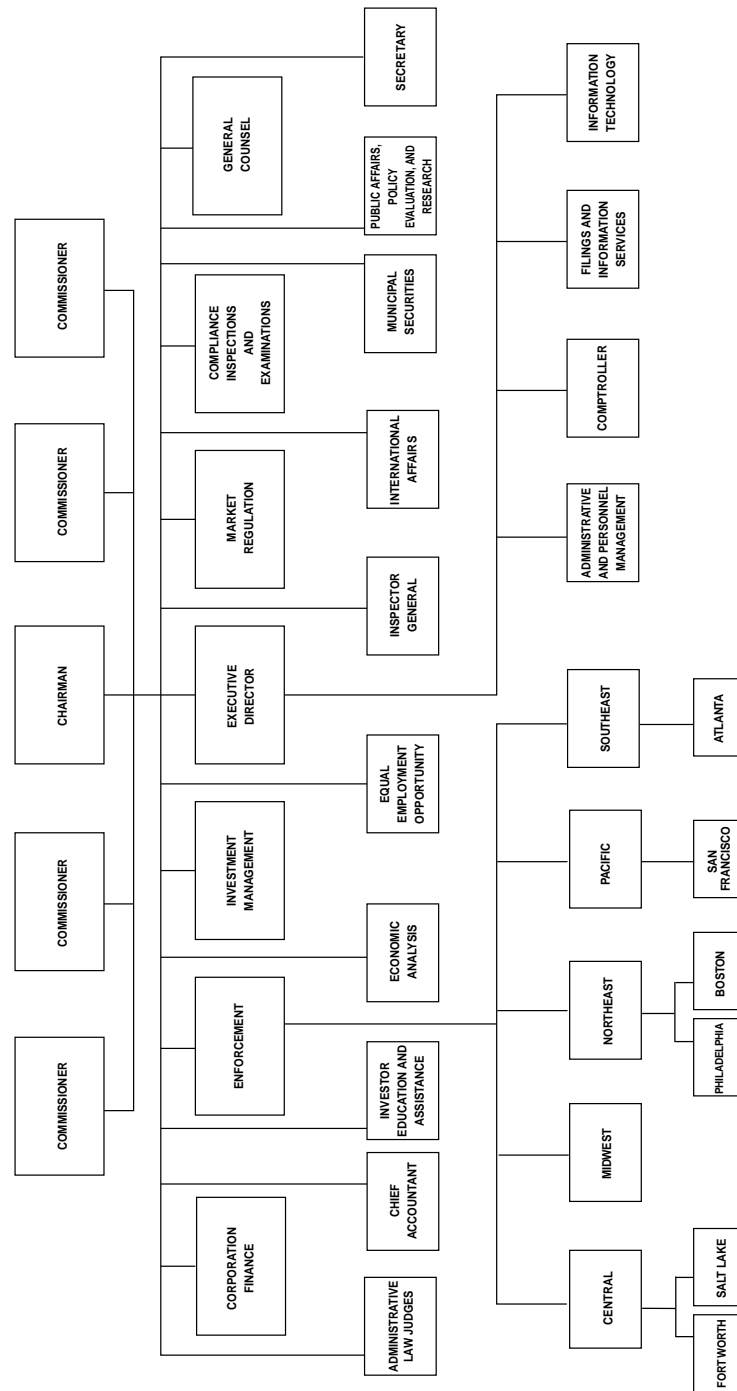 COMMISSIONER
COMMISSIONER
CHAIRMAN
COMMISSIONER
COMMISSIONER
CORPORATION
FINANCE
ENFORCEMENT
INVESTMENT
MANAGEMENT
EXECUTIVE
DIRECTOR
MARKET
REGULATION
COMPLIANCE
INSPECTIONS
AND
EXAMINATIONS
GENERAL
COUNSEL
ADMINISTRATIVE
LAW JUDGES
CHIEF
ACCOUNTANT
INVESTOR
EDUCATION AND
ASSISTANCE
ECONOMIC
ANALYSIS
EQUAL
EMPLOYMENT
OPPORTUNITY
INSPECTOR
GENERAL
INTERNATIONAL
AFFAIRS
MUNICIPAL
SECURITIES
PUBLIC AFFAIRS,
POLICY
EVALUATION, AND
RESEARCH
SECRETARY
CENTRAL
MIDWEST
NORTHEAST
PACIFIC
SOUTHEAST
ADMINISTRATIVE
AND PERSONNEL
MANAGEMENT
COMPTROLLER
FILINGS AND
INFORMATION
SERVICES
INFORMATION
TECHNOLOGY
FORT WORTH
SALT LAKE
PHILADELPHIA
BOSTON
SAN
FRANCISCO
ATLANTA